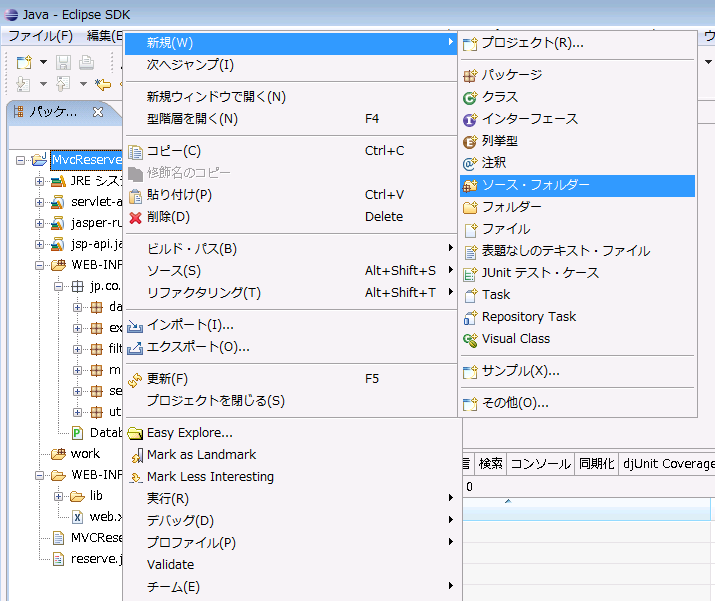 Java - Eclipse SDK
ファイル(F) 編集(E
パッケ...
MvcReserve
JRE シス
servlet-a
jasper-ru
jsp-api.ja
WEB-INF
jp.co.
da
ex
filt
m
se
ut
Datab
work
WEB-INF
lib
web.x
MVCRese
reserve.j
新規(W)
次へジャンプ(I)
新規ウィンドウで開く(N)
型階層を開く(N) F4
コピー(C) Ctrl+C
修飾名のコピー
貼り付け(P) Ctrl+V
削除(D) Delete
ビルド・パス(B)
ソース(S) Alt+Shift+S
リファクタリング(T) Alt+Shift+T
インポート(I)...
エクスポート(O)...
更新(F) F5
プロジェクトを閉じる(S)
Easy Explore...
Mark as Landmark
Mark Less Interesting
実行(R)
デバッグ(D)
プロファイル(P)
Validate
チーム(E)
プロジェクト(R)...
パッケージ
クラス
インターフェース
列挙型
注釈
ソース・フォルダー
フォルダー
ファイル
表題なしのテキスト・ファイル
JUnit テスト・ケース
Task
Repository Task
Visual Class
サンプル(X)...
その他(O)...
検索 コンソール 同期化 djUnit Coverage
0